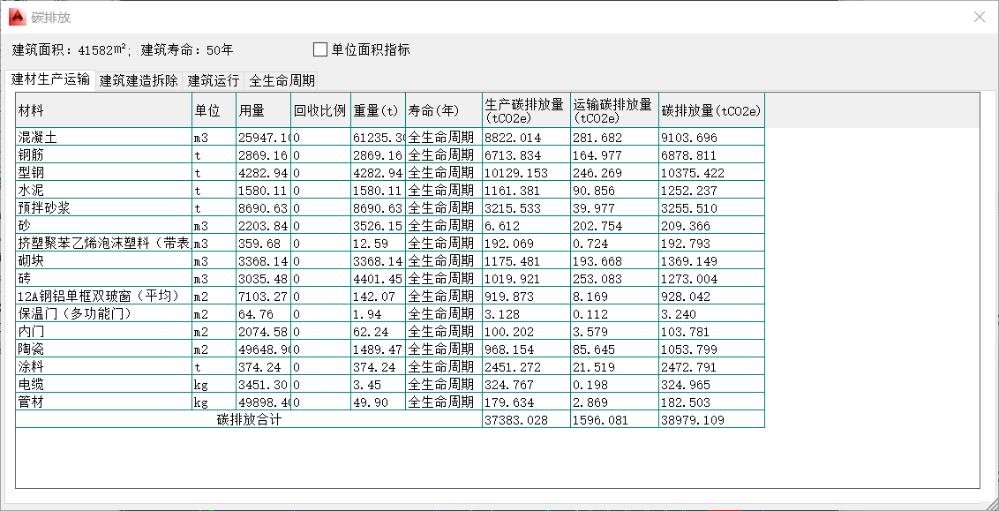 碳排放
建筑面积：41582m²；建筑寿命：50年 单位面积指标
建材生产运输 建筑建造拆除 建筑运行 全生命周期
材料 单位 用量 回收比例 重量(t) 寿命(年) 生产碳排放量(tCO2e) 运输碳排放量(tCO2e) 碳排放量(tCO2e)
混凝土 m3 25947.1 0 61235.3 全生命周期 8822.014 281.682 9103.696
钢筋 t 2869.16 0 2869.16 全生命周期 6713.834 164.977 6878.811
型钢 t 4282.94 0 4282.94 全生命周期 10129.153 246.269 10375.422
水泥 t 1580.11 0 1580.11 全生命周期 1161.381 90.856 1252.237
预拌砂浆 t 8690.63 0 8690.63 全生命周期 3215.533 39.977 3255.510
砂 m3 2203.84 0 3526.15 全生命周期 6.612 202.754 209.366
挤塑聚苯乙烯泡沫塑料（带表 m3 359.68 0 12.59 全生命周期 192.069 0.724 192.793
砌块 m3 3368.14 0 3368.14 全生命周期 1175.481 193.668 1369.149
砖 m3 3035.48 0 4401.45 全生命周期 1019.921 253.083 1273.004
12A钢铝单框双玻窗（平均） m2 7103.27 0 142.07 全生命周期 919.873 8.169 928.042
保温门（多功能门） m2 64.76 0 1.94 全生命周期 3.128 0.112 3.240
内门 m2 2074.58 0 62.24 全生命周期 100.202 3.579 103.781
陶瓷 m2 49648.9 0 1489.47 全生命周期 968.154 85.645 1053.799
涂料 t 374.24 0 374.24 全生命周期 2451.272 21.519 2472.791
电缆 kg 3451.30 0 3.45 全生命周期 324.767 0.198 324.965
管材 kg 49898.4 0 49.90 全生命周期 179.634 2.869 182.503
碳排放合计 37383.028 1596.081 38979.109